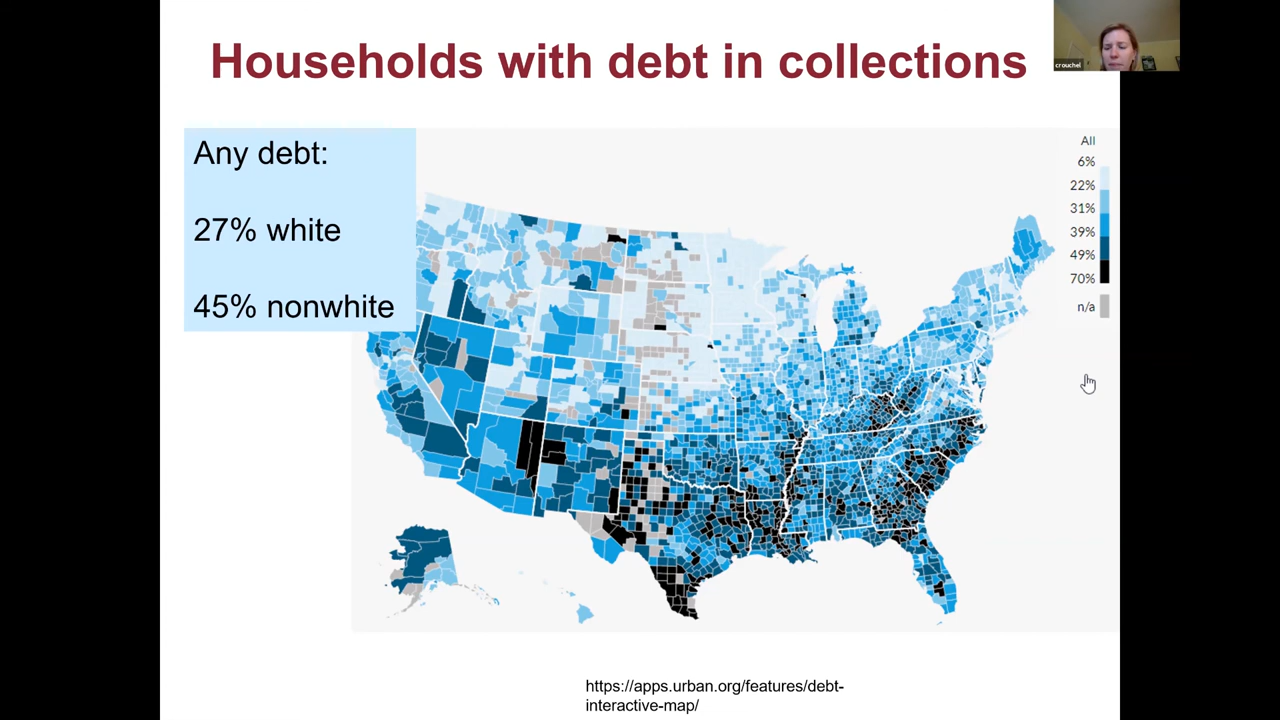 Households with debt in collections
crouchel
Any debt:
27% white
45% nonwhite
All
6%
22%
31%
39%
49%
70%
n/a
https://apps.urban.org/features/debt-
interactive-map/